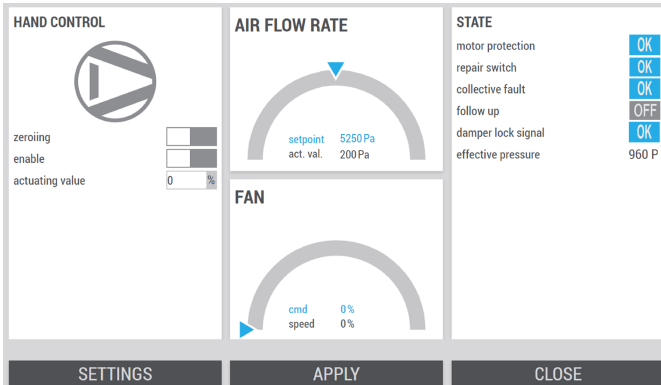 HAND CONTROL
zeroiing
enable
actuating value 0 %
AIR FLOW RATE
setpoint 5250 Pa
act. val. 200 Pa
FAN
cmd 0 %
speed 0 %
STATE
motor protection OK
repair switch OK
collective fault OK
follow up OFF
damper lock signal OK
effective pressure 960 P
SETTINGS APPLY CLOSE